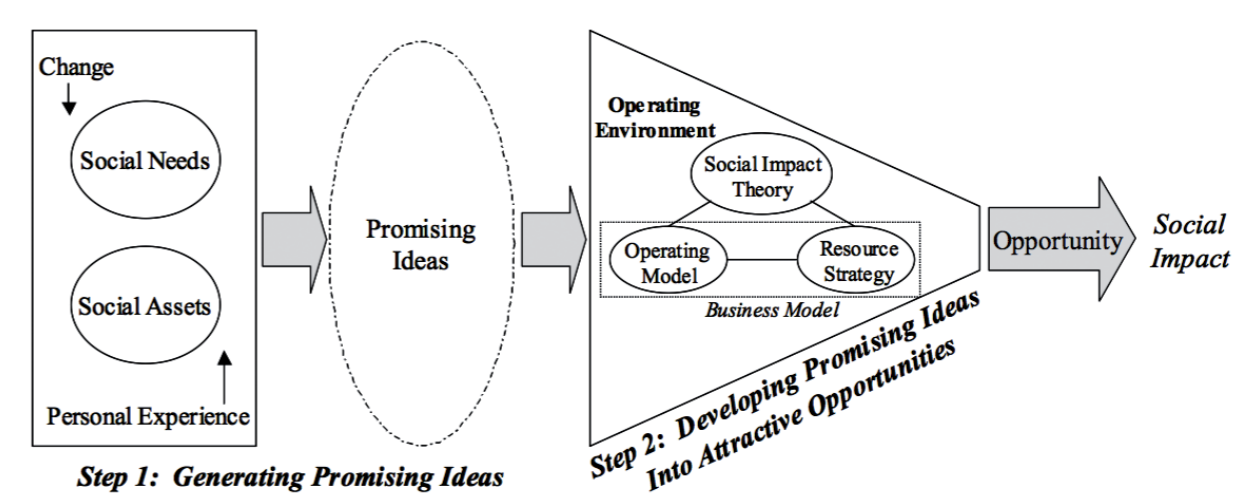 Change
Social Needs
Social Assets
Personal Experience
Step 1: Generating Promising Ideas
Promising
Ideas
Operating
Environment
Social Impact
Theory
Operating
Model
Resource
Strategy
Business Model
Step 2: Developing Promising Ideas
Into Attractive Opportunities
Opportunity
Social
Impact